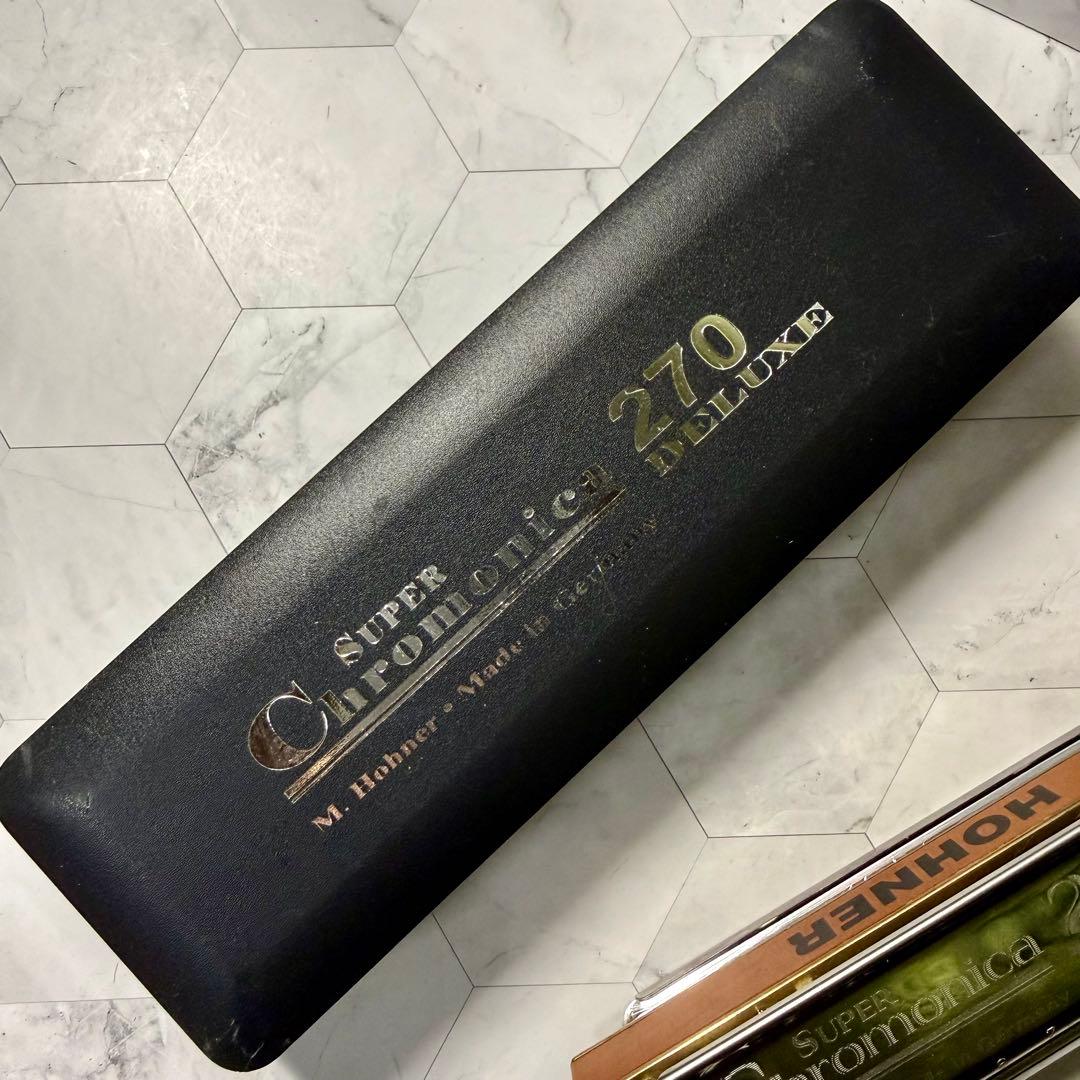 SUPER
Chromonica
270
DELUXE
M. Hohner • Made in Germany
HOHNER
SUPER
Chromonica